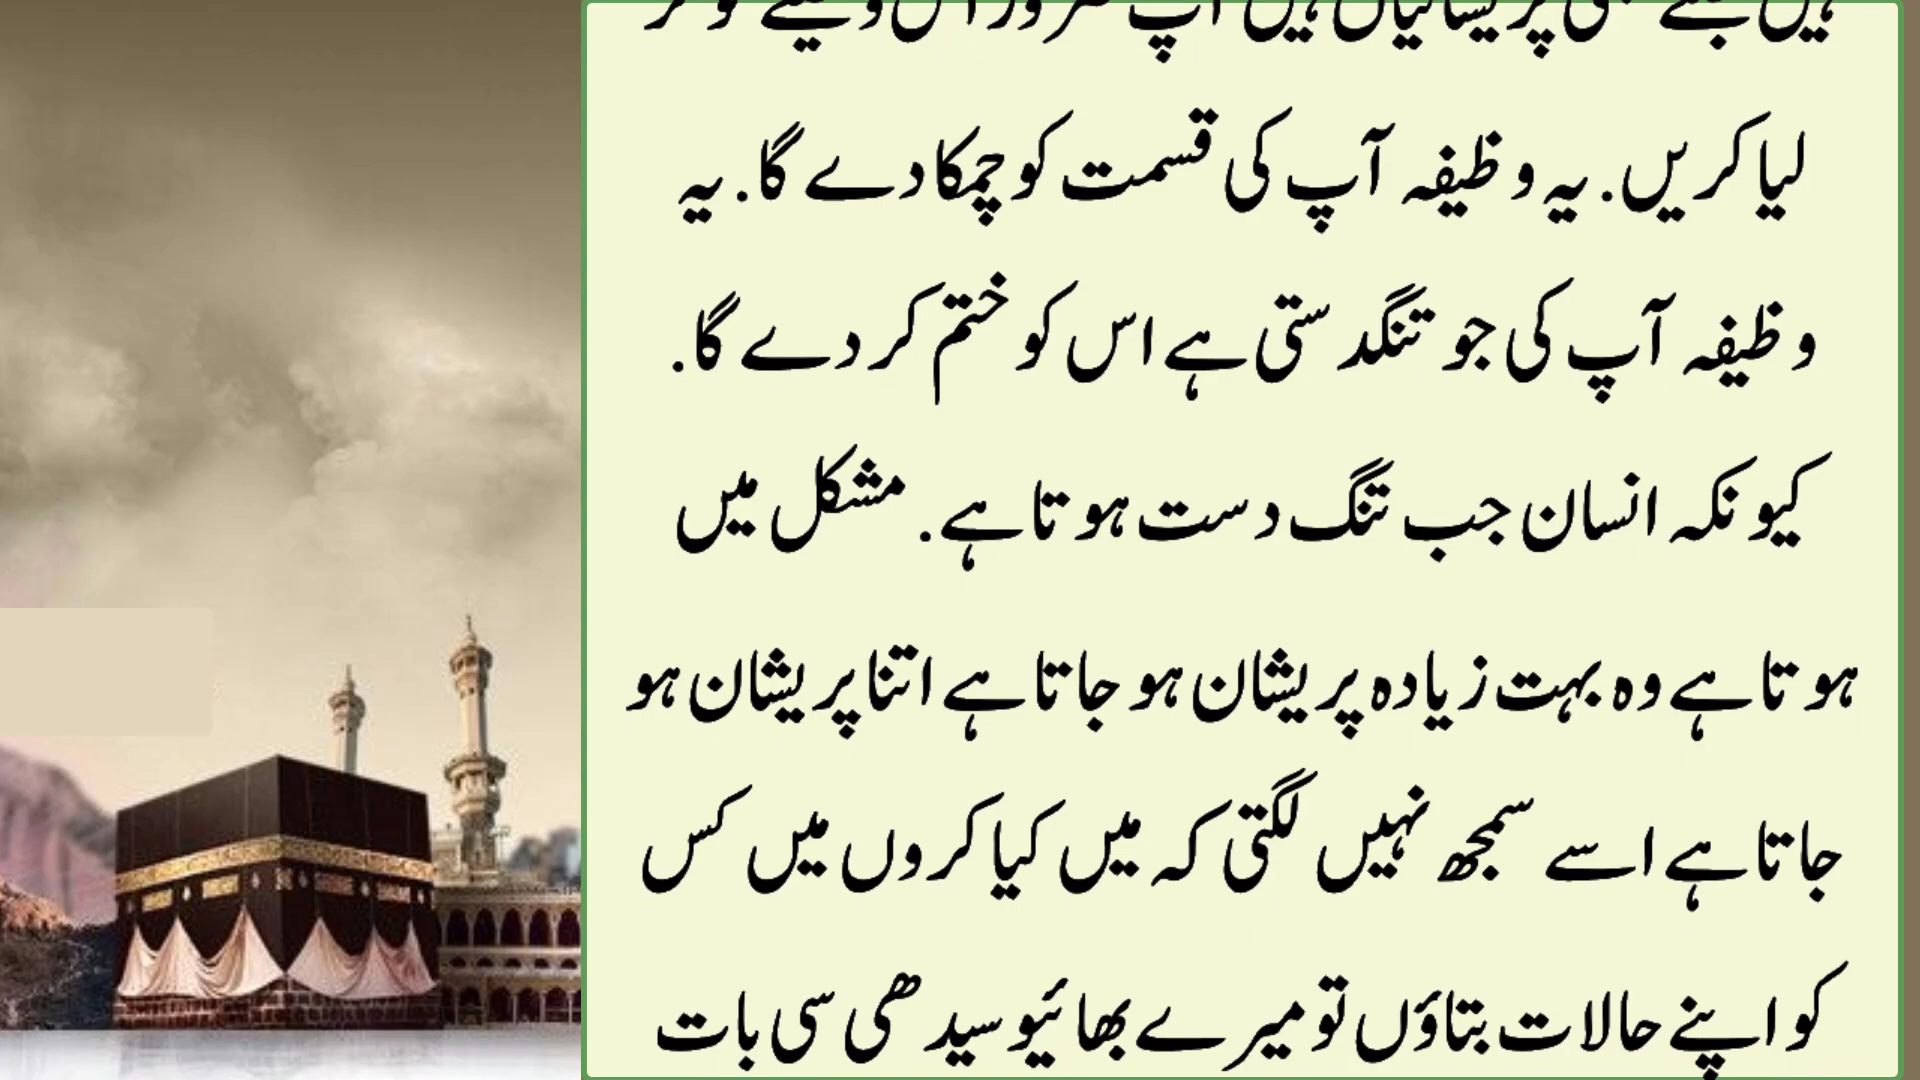 ہیں جتنے بھی پریشانیاں ہیں آپ ضرور اس وظیفے کو کر
لیا کریں. یہ وظیفہ آپ کی قسمت کو چمکا دے گا. یہ
وظیفہ آپ کی جو تنگدستی ہے اس کو ختم کر دے گا.
کیونکہ انسان جب تنگ دست ہوتا ہے. مشکل میں
ہوتا ہے وہ بہت زیادہ پریشان ہو جاتا ہے اتنا پریشان ہو
جاتا ہے اسے سمجھ نہیں لگتی کہ میں کیا کروں میں کس
کو اپنے حالات بتاؤں تو میرے بھائیو سیدھی سی بات